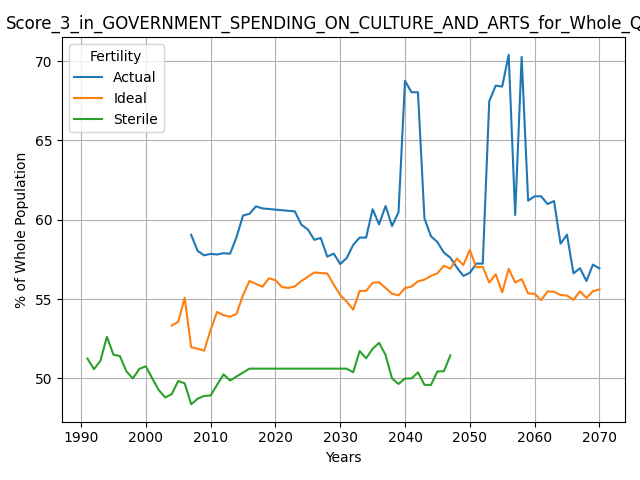 Score_3_in_GOVERNMENT_SPENDING_ON_CULTURE_AND_ARTS_for_Whole_Q
Fertility
Actual
Ideal
Sterile
% of Whole Population
70
65
60
55
50
1990 2000 2010 2020 2030 2040 2050 2060 2070
Years